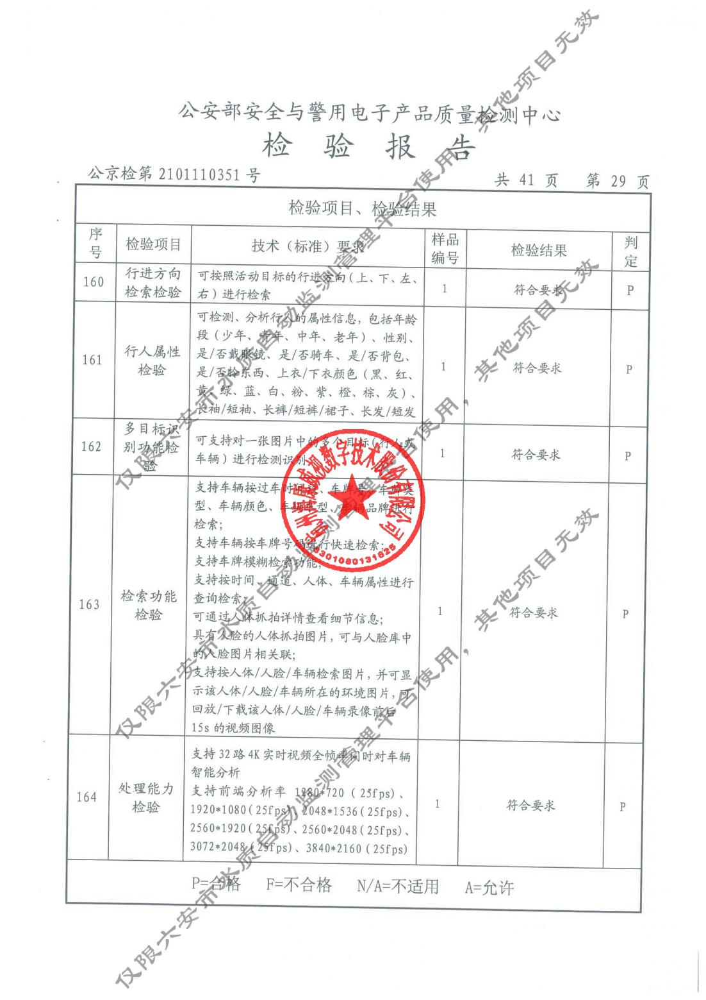 公安部安全与警用电子产品质量检测中心
检 验 报 告
公京检第 2101110351 号
共 41 页 第 29 页
检验项目、检验结果
序号
检验项目
技术（标准）要求
样品编号
检验结果
判定
160
行进方向
检索检验
可按照活动目标的行进方向（上、下、左、
右）进行检索
1
符合要求
P
161
行人属性
检验
可检测、分析行人的属性信息，包括年龄
段（少年、青年、中年、老年）、性别、
是/否戴眼镜、是/否骑车、是/否背包、
是/否拎东西、上衣/下衣颜色（黑、红、
黄、绿、蓝、白、粉、紫、橙、棕、灰）、
长袖/短袖、长裤/短裤/裙子、长发/短发
1
符合要求
P
162
多目标识
别功能检
验
可支持对一张图片中的多个目标（行人或
车辆）进行检测识别
1
符合要求
P
163
检索功能
检验
支持车辆按过车时间段、车牌号、车牌类
型、车辆颜色、车辆车型、车辆品牌进行
检索；
支持车辆按车牌号码进行快速检索；
支持车牌模糊检索功能；
支持按时间、通道、人体、车辆属性进行
查询检索；
可通过人体抓拍详情查看细节信息；
具有人脸的人体抓拍图片，可与人脸库中
的人脸图片相关联；
支持按人体/人脸/车辆检索图片，并可显
示该人体/人脸/车辆所在的环境图片，可
回放/下载该人体/人脸/车辆录像前后
15s 的视频图像
1
符合要求
P
164
处理能力
检验
支持 32 路 4K 实时视频全帧率同时对车辆
智能分析
支持前端分析率 1280*720（25fps）、
1920*1080（25fps）、2048*1536（25fps）、
2560*1920（25fps）、2560*2048（25fps）、
3072*2048（25fps）、3840*2160（25fps）
1
符合要求
P
P=合格 F=不合格 N/A=不适用 A=允许
杭州海康威视数字技术股份有限公司
3301080131625
仅限六安市水质自动监测管理平台使用，其他项目无效
仅限六安市水质自动监测管理平台使用，其他项目无效
仅限六安市水质自动监测管理平台使用，其他项目无效